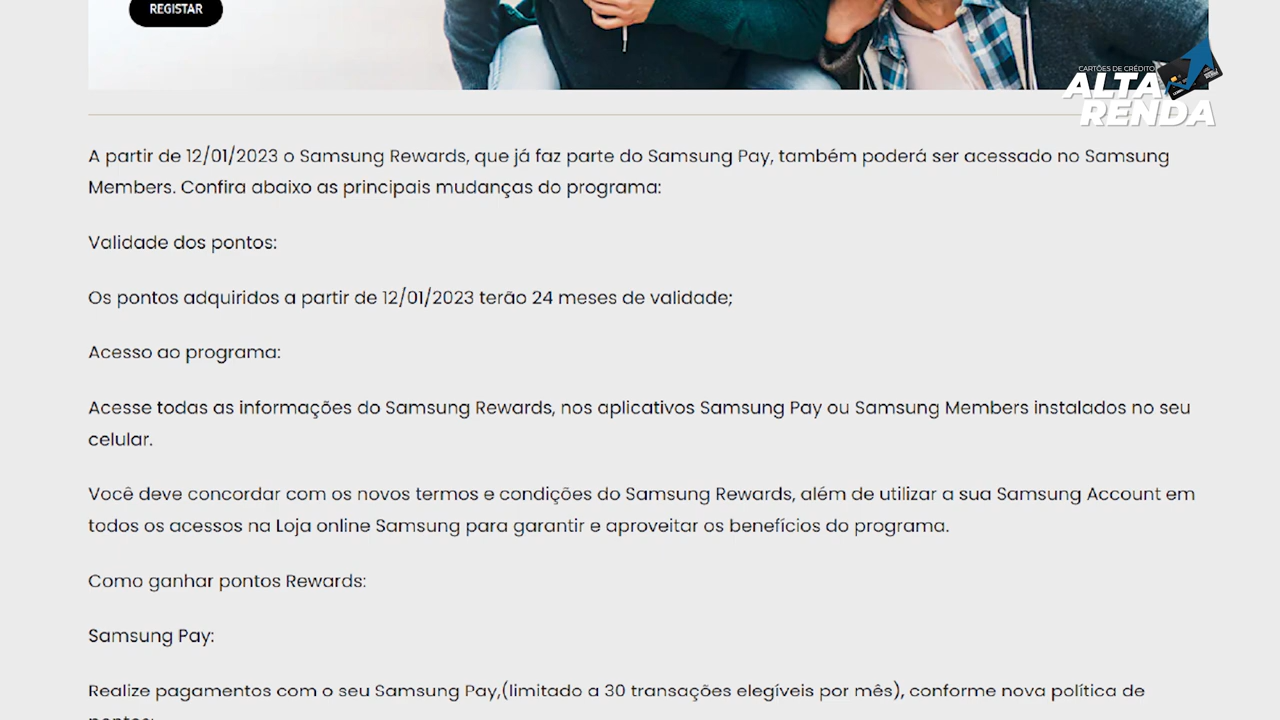 REGISTAR
CARTÕES DE CRÉDITO
ALTA
RENDA
A partir de 12/01/2023 o Samsung Rewards, que já faz parte do Samsung Pay, também poderá ser acessado no Samsung
Members. Confira abaixo as principais mudanças do programa:
Validade dos pontos:
Os pontos adquiridos a partir de 12/01/2023 terão 24 meses de validade;
Acesso ao programa:
Acesse todas as informações do Samsung Rewards, nos aplicativos Samsung Pay ou Samsung Members instalados no seu
celular.
Você deve concordar com os novos termos e condições do Samsung Rewards, além de utilizar a sua Samsung Account em
todos os acessos na Loja online Samsung para garantir e aproveitar os benefícios do programa.
Como ganhar pontos Rewards:
Samsung Pay:
Realize pagamentos com o seu Samsung Pay,(limitado a 30 transações elegíveis por mês), conforme nova política de
pontos: